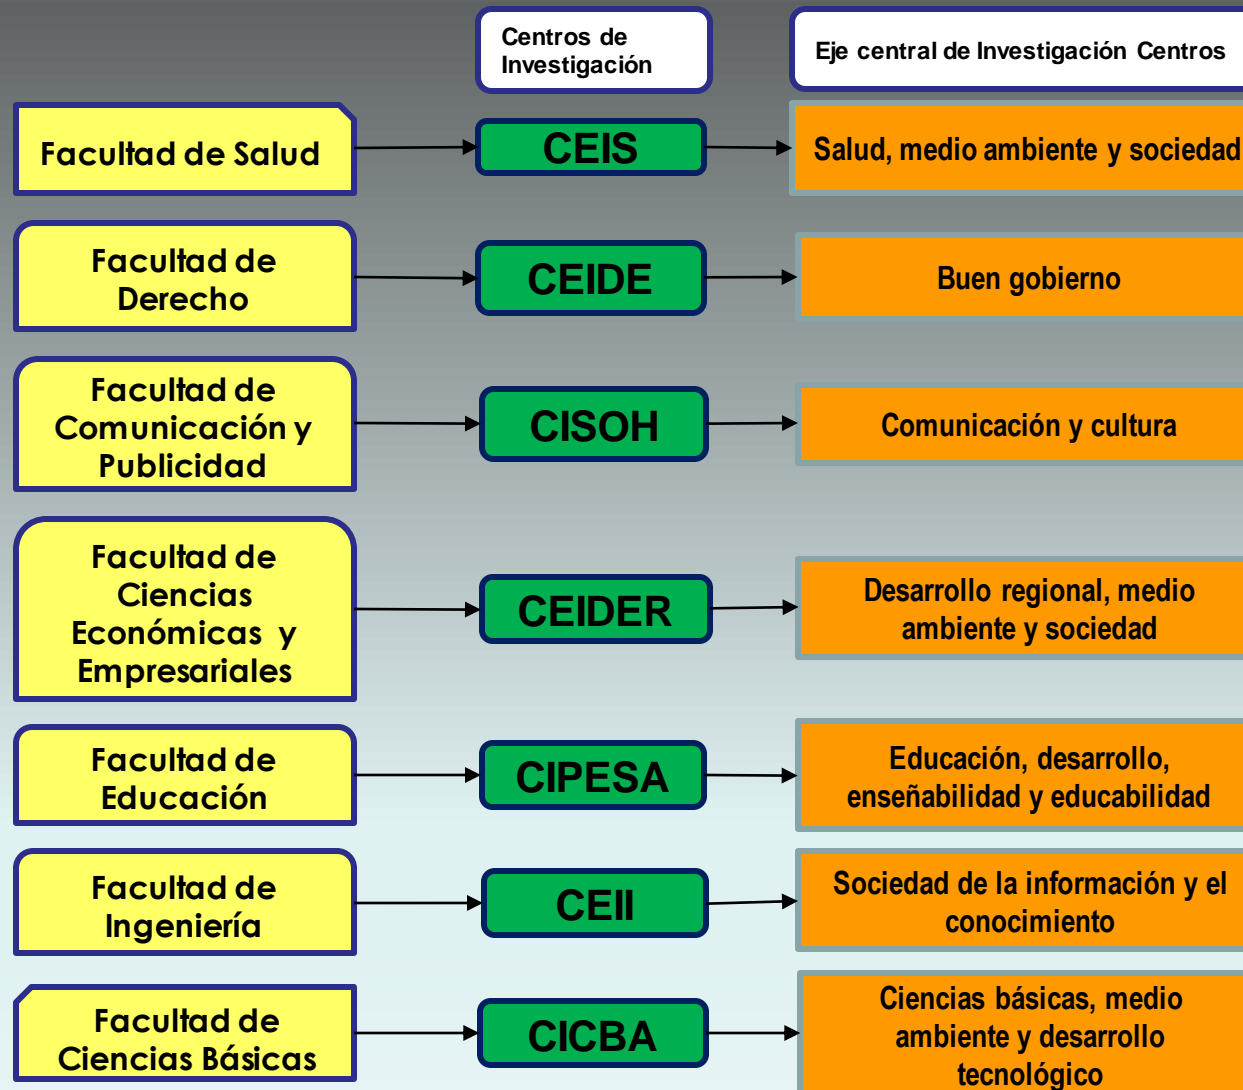 Centros de
Investigación
Eje central de Investigación Centros
Facultad de Salud
CEIS
Salud, medio ambiente y sociedad
Facultad de
Derecho
CEIDE
Buen gobierno
Facultad de
Comunicación y
Publicidad
CISOH
Comunicación y cultura
Facultad de
Ciencias
Económicas y
Empresariales
CEIDER
Desarrollo regional, medio
ambiente y sociedad
Facultad de
Educación
CIPESA
Educación, desarrollo,
enseñabilidad y educabilidad
Facultad de
Ingeniería
CEII
Sociedad de la información y el
conocimiento
Facultad de
Ciencias Básicas
CICBA
Ciencias básicas, medio
ambiente y desarrollo
tecnológico